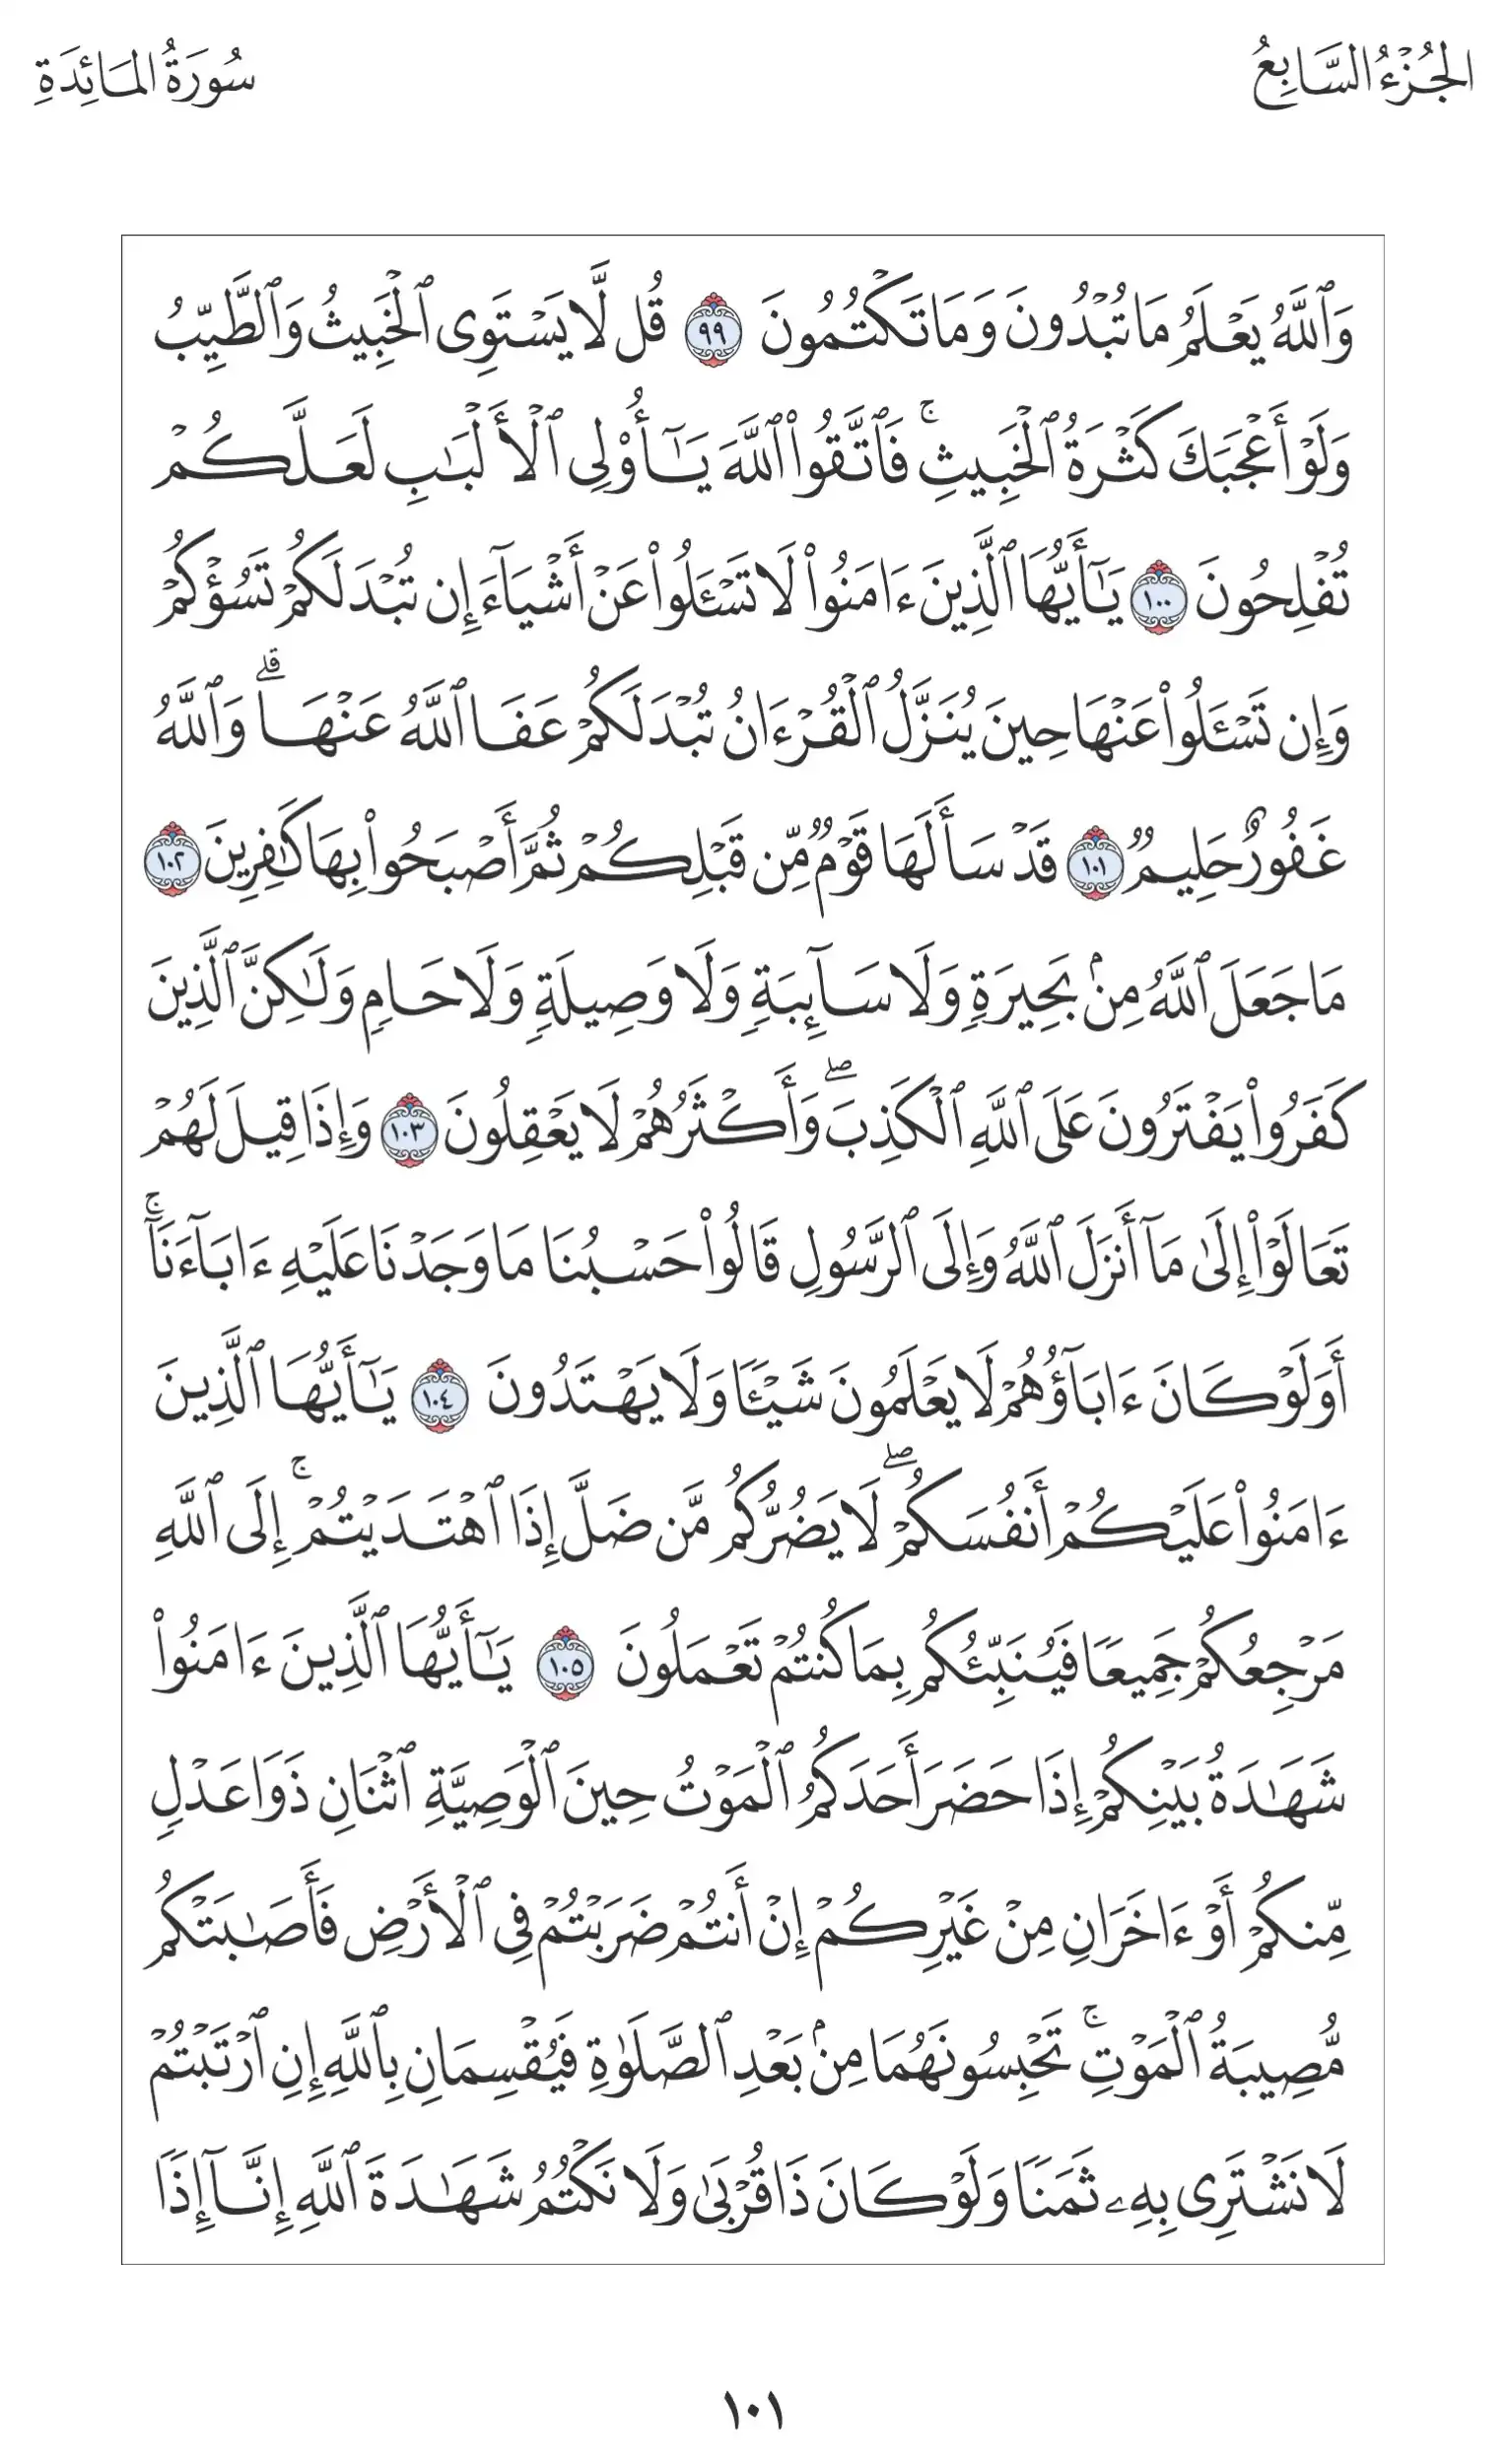 الجُزْءُ السَّابِعُ
سُورَةُ المَائِدَةِ
وَٱللَّهُ يَعۡلَمُ مَا تُبۡدُونَ وَمَا تَكۡتُمُونَ ٩٩ قُل لَّا يَسۡتَوِى ٱلۡخَبِيثُ وَٱلطَّيِّبُ
وَلَوۡ أَعۡجَبَكَ كَثۡرَةُ ٱلۡخَبِيثِۚ فَٱتَّقُواْ ٱللَّهَ يَٰٓأُوْلِى ٱلۡأَلۡبَٰبِ لَعَلَّكُمۡ
تُفۡلِحُونَ ١٠٠ يَٰٓأَيُّهَا ٱلَّذِينَ ءَامَنُواْ لَا تَسۡـَٔلُواْ عَنۡ أَشۡيَآءَ إِن تُبۡدَ لَكُمۡ تَسُؤۡكُمۡ
وَإِن تَسۡـَٔلُواْ عَنۡهَا حِينَ يُنَزَّلُ ٱلۡقُرۡءَانُ تُبۡدَ لَكُمۡ عَفَا ٱللَّهُ عَنۡهَاۗ وَٱللَّهُ
غَفُورٌ حَلِيمٞ ١٠١ قَدۡ سَأَلَهَا قَوۡمٞ مِّن قَبۡلِكُمۡ ثُمَّ أَصۡبَحُواْ بِهَا كَٰفِرِينَ ١٠٢
مَا جَعَلَ ٱللَّهُ مِنۢ بَحِيرَةٖ وَلَا سَآئِبَةٖ وَلَا وَصِيلَةٖ وَلَا حَامٖ وَلَٰكِنَّ ٱلَّذِينَ
كَفَرُواْ يَفۡتَرُونَ عَلَى ٱللَّهِ ٱلۡكَذِبَۖ وَأَكۡثَرُهُمۡ لَا يَعۡقِلُونَ ١٠٣ وَإِذَا قِيلَ لَهُمۡ
تَعَالَوۡاْ إِلَىٰ مَآ أَنزَلَ ٱللَّهُ وَإِلَى ٱلرَّسُولِ قَالُواْ حَسۡبُنَا مَا وَجَدۡنَا عَلَيۡهِ ءَابَآءَنَآۚ
أَوَلَوۡ كَانَ ءَابَآؤُهُمۡ لَا يَعۡلَمُونَ شَيۡـٔٗا وَلَا يَهۡتَدُونَ ١٠٤ يَٰٓأَيُّهَا ٱلَّذِينَ
ءَامَنُواْ عَلَيۡكُمۡ أَنفُسَكُمۡۖ لَا يَضُرُّكُم مَّن ضَلَّ إِذَا ٱهۡتَدَيۡتُمۡۚ إِلَى ٱللَّهِ
مَرۡجِعُكُمۡ جَمِيعٗا فَيُنَبِّئُكُم بِمَا كُنتُمۡ تَعۡمَلُونَ ١٠٥ يَٰٓأَيُّهَا ٱلَّذِينَ ءَامَنُواْ
شَهَٰدَةُ بَيۡنِكُمۡ إِذَا حَضَرَ أَحَدَكُمُ ٱلۡمَوۡتُ حِينَ ٱلۡوَصِيَّةِ ٱثۡنَانِ ذَوَا عَدۡلٖ
مِّنكُمۡ أَوۡ ءَاخَرَانِ مِنۡ غَيۡرِكُمۡ إِنۡ أَنتُمۡ ضَرَبۡتُمۡ فِى ٱلۡأَرۡضِ فَأَصَٰبَتۡكُم
مُّصِيبَةُ ٱلۡمَوۡتِۚ تَحۡبِسُونَهُمَا مِنۢ بَعۡدِ ٱلصَّلَوٰةِ فَيُقۡسِمَانِ بِٱللَّهِ إِنِ ٱرۡتَبۡتُمۡ
لَا نَشۡتَرِى بِهِۦ ثَمَنٗا وَلَوۡ كَانَ ذَا قُرۡبَىٰ وَلَا نَكۡتُمُ شَهَٰدَةَ ٱللَّهِ إِنَّآ إِذٗا
١٠١